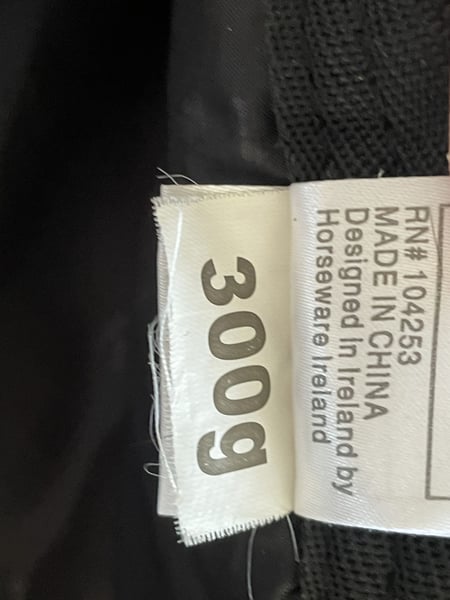 RN# 104253
MADE IN CHINA
Designed in Ireland by
Horseware Ireland
300g